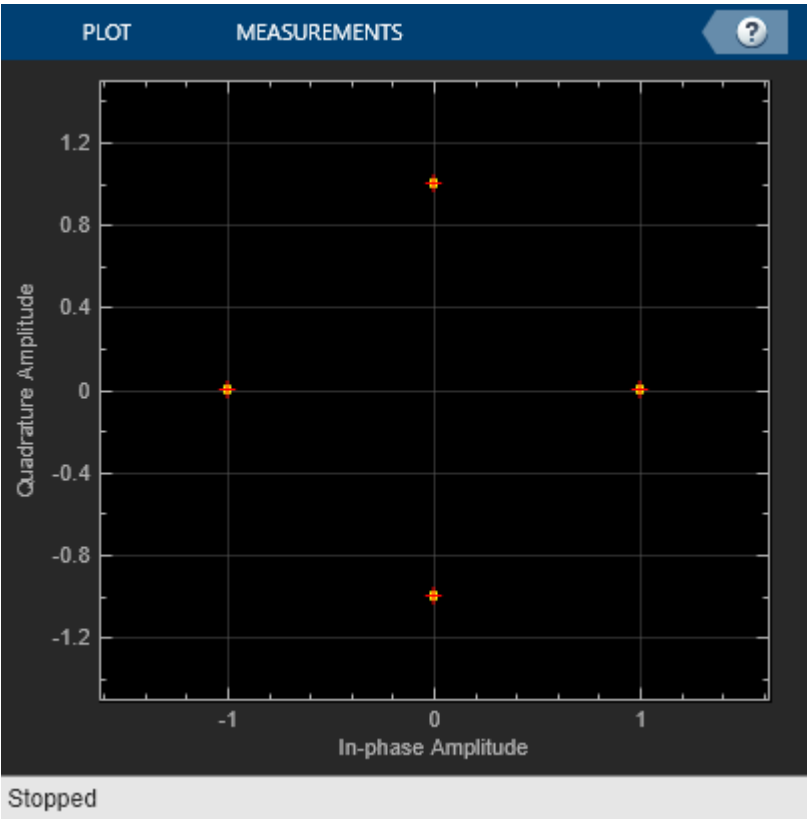 PLOT MEASUREMENTS ?
1.2
0.8
0.4
0
-0.4
-0.8
-1.2
Quadrature Amplitude
-1 0 1
In-phase Amplitude
Stopped